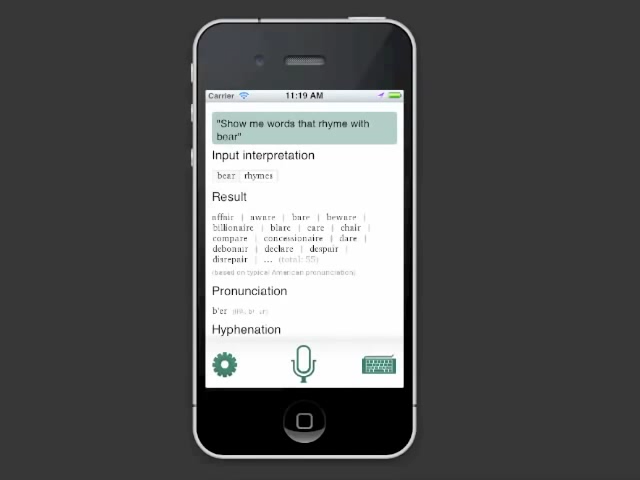 Carrier 11:19 AM
"Show me words that rhyme with
bear"
Input interpretation
bear | rhymes
Result
affair | aware | bare | beware |
billionaire | blare | care | chair |
compare | concessionaire | dare |
debonair | declare | despair |
disrepair | ... (total: 55)
(based on typical American pronunciation)
Pronunciation
b'er
Hyphenation